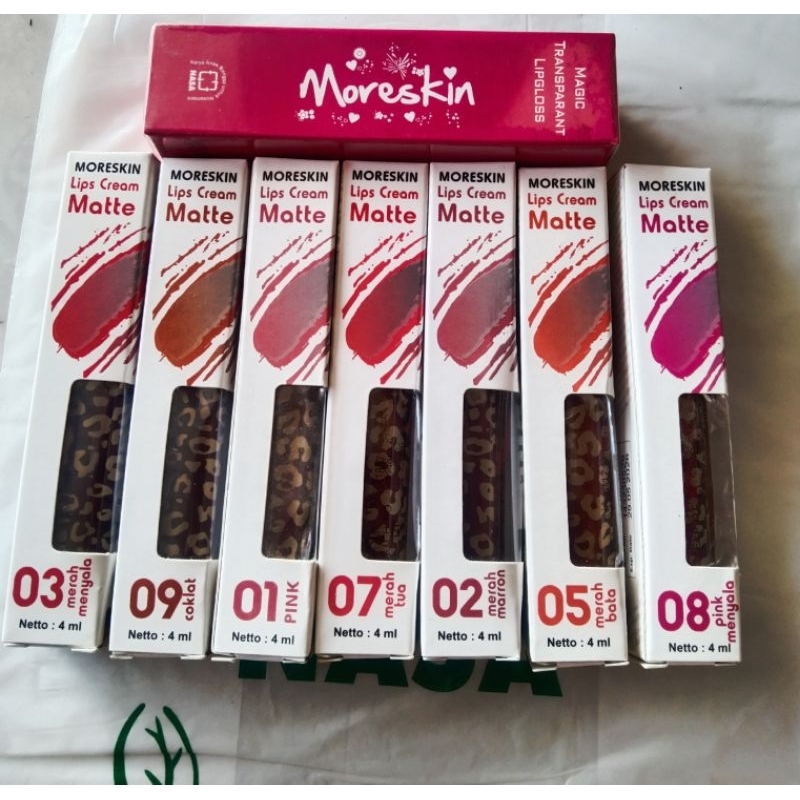 Moreskin
MAGIC
TRANSPARANT
LIPGLOSS
NASA
MORESKIN
Lips Cream
Matte
03
merah
menyala
Netto : 4 ml
MORESKIN
Lips Cream
Matte
09
coklat
Netto : 4 ml
MORESKIN
Lips Cream
Matte
01
PINK
Netto : 4 ml
MORESKIN
Lips Cream
Matte
07
merah
tua
Netto : 4 ml
MORESKIN
Lips Cream
Matte
02
merah
marron
Netto : 4 ml
MORESKIN
Lips Cream
Matte
05
merah
bata
Netto : 4 ml
MORESKIN
Lips Cream
Matte
08
pink
menyala
Netto : 4 ml
NASA